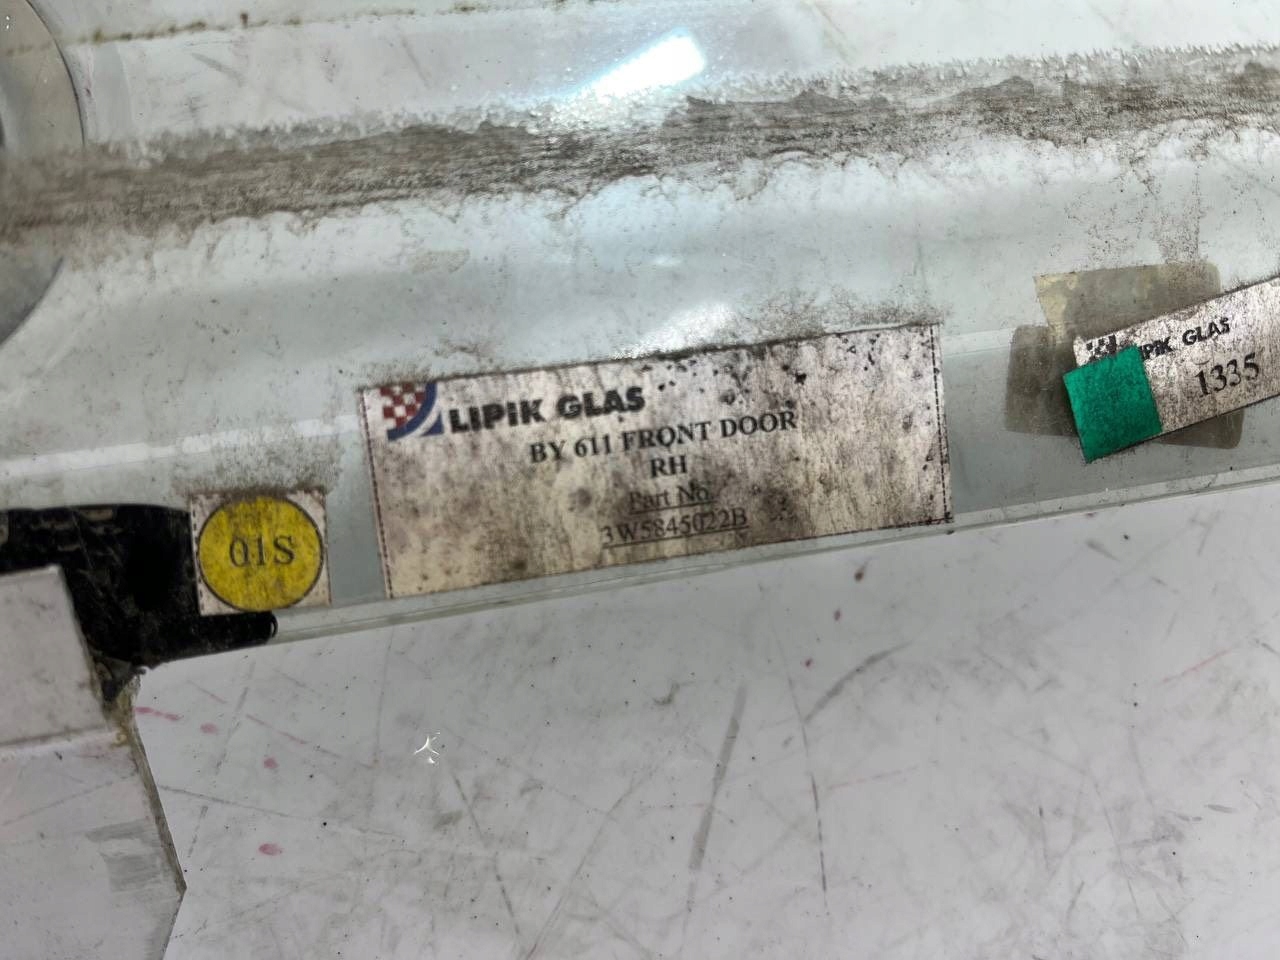 LIPIK GLAS
BY 611 FRONT DOOR
RH
Part No.
3W5845022B
01S
PIK GLAS
1335